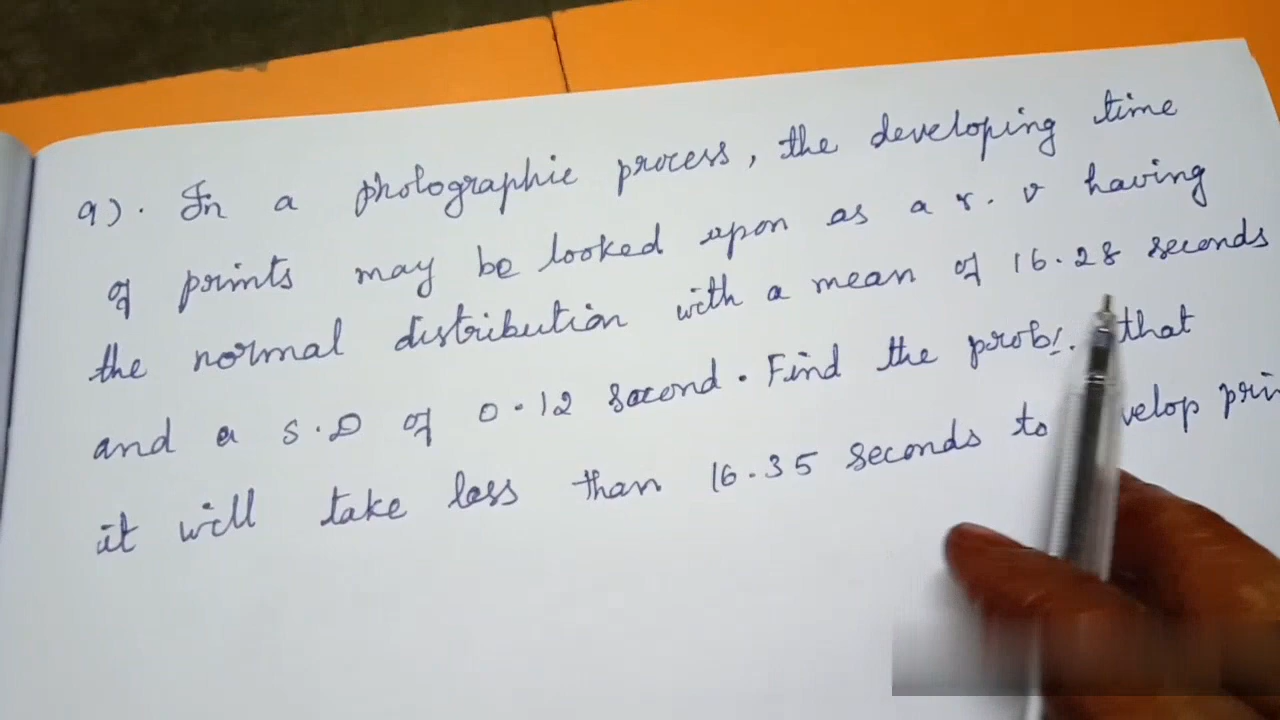 9). In a photographic process, the developing time
of prints may be looked upon as a r.v having
the normal distribution with a mean of 16.28 seconds
and a S.D of 0.12 second. Find the prob. that
it will take less than 16.35 seconds to